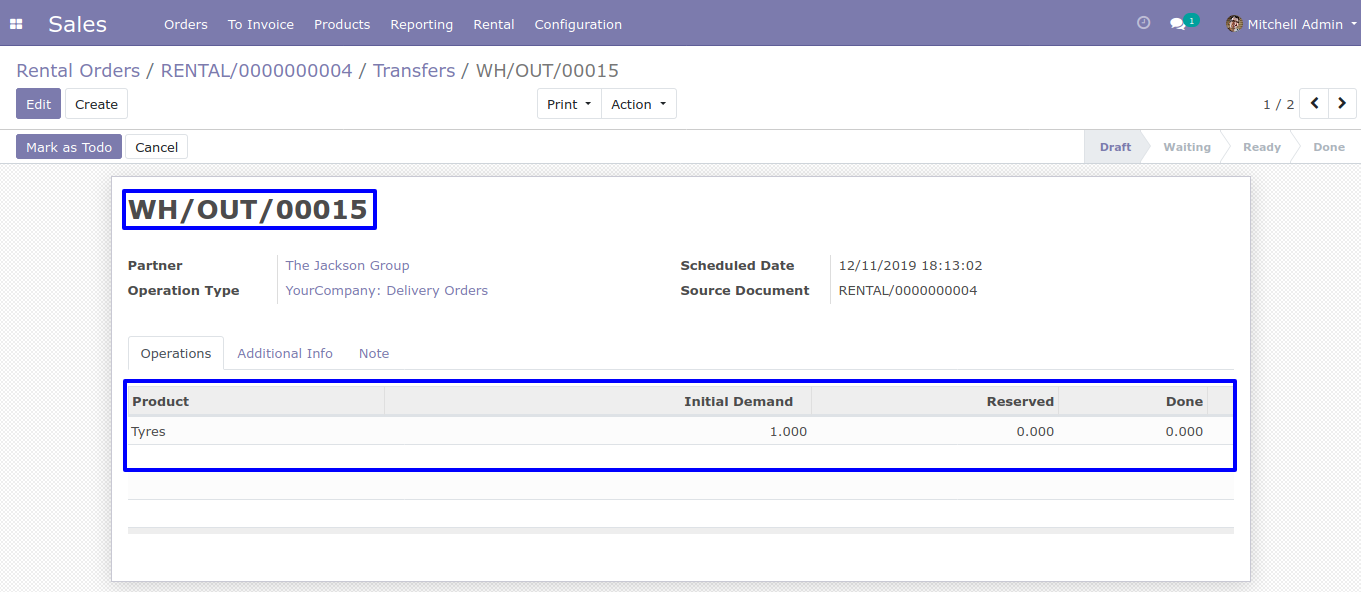 Sales Orders To Invoice Products Reporting Rental Configuration 1 Mitchell Admin
Rental Orders / RENTAL/0000000004 / Transfers / WH/OUT/00015
Edit Create Print Action 1 / 2
Mark as Todo Cancel Draft Waiting Ready Done
WH/OUT/00015
Partner The Jackson Group Scheduled Date 12/11/2019 18:13:02
Operation Type YourCompany: Delivery Orders Source Document RENTAL/0000000004
Operations Additional Info Note
Product Initial Demand Reserved Done
Tyres 1.000 0.000 0.000